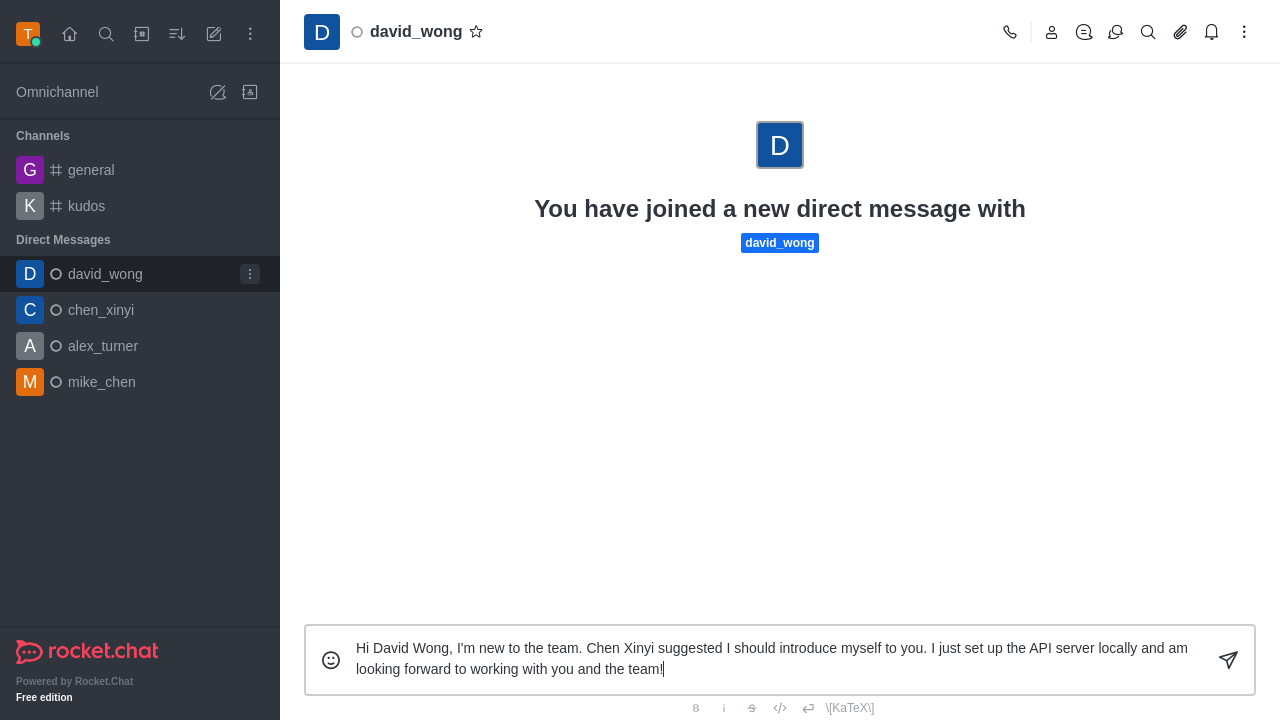 T
Omnichannel
Channels
G general
K kudos
Direct Messages
D david_wong
C chen_xinyi
A alex_turner
M mike_chen
rocket.chat
Powered by Rocket.Chat
Free edition
D david_wong
D
You have joined a new direct message with
david_wong
Hi David Wong, I'm new to the team. Chen Xinyi suggested I should introduce myself to you. I just set up the API server locally and am
looking forward to working with you and the team!
B i S \[KaTeX\]